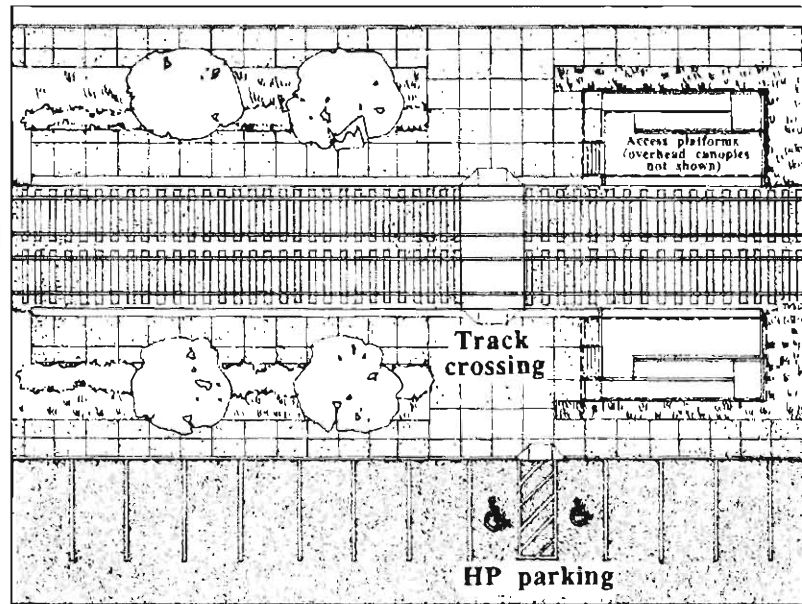 Access platforms
(overhead canopies
not shown)
Track
crossing
HP parking